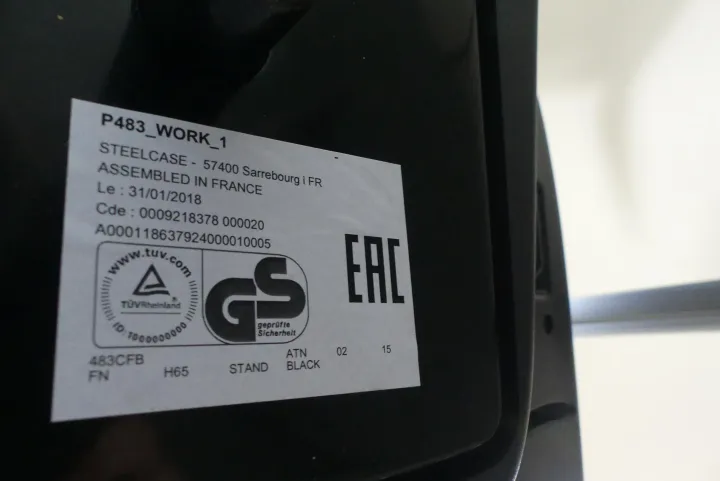 P483_WORK_1
STEELCASE - 57400 Sarrebourg i FR
ASSEMBLED IN FRANCE
Le : 31/01/2018
Cde : 0009218378 000020
A000118637924000010005
www.tuv.com
TÜVRheinland
ID: 1000000000
GS
geprüfte
Sicherheit
EAC
483CFB H65 STAND ATN 02 15
FN BLACK